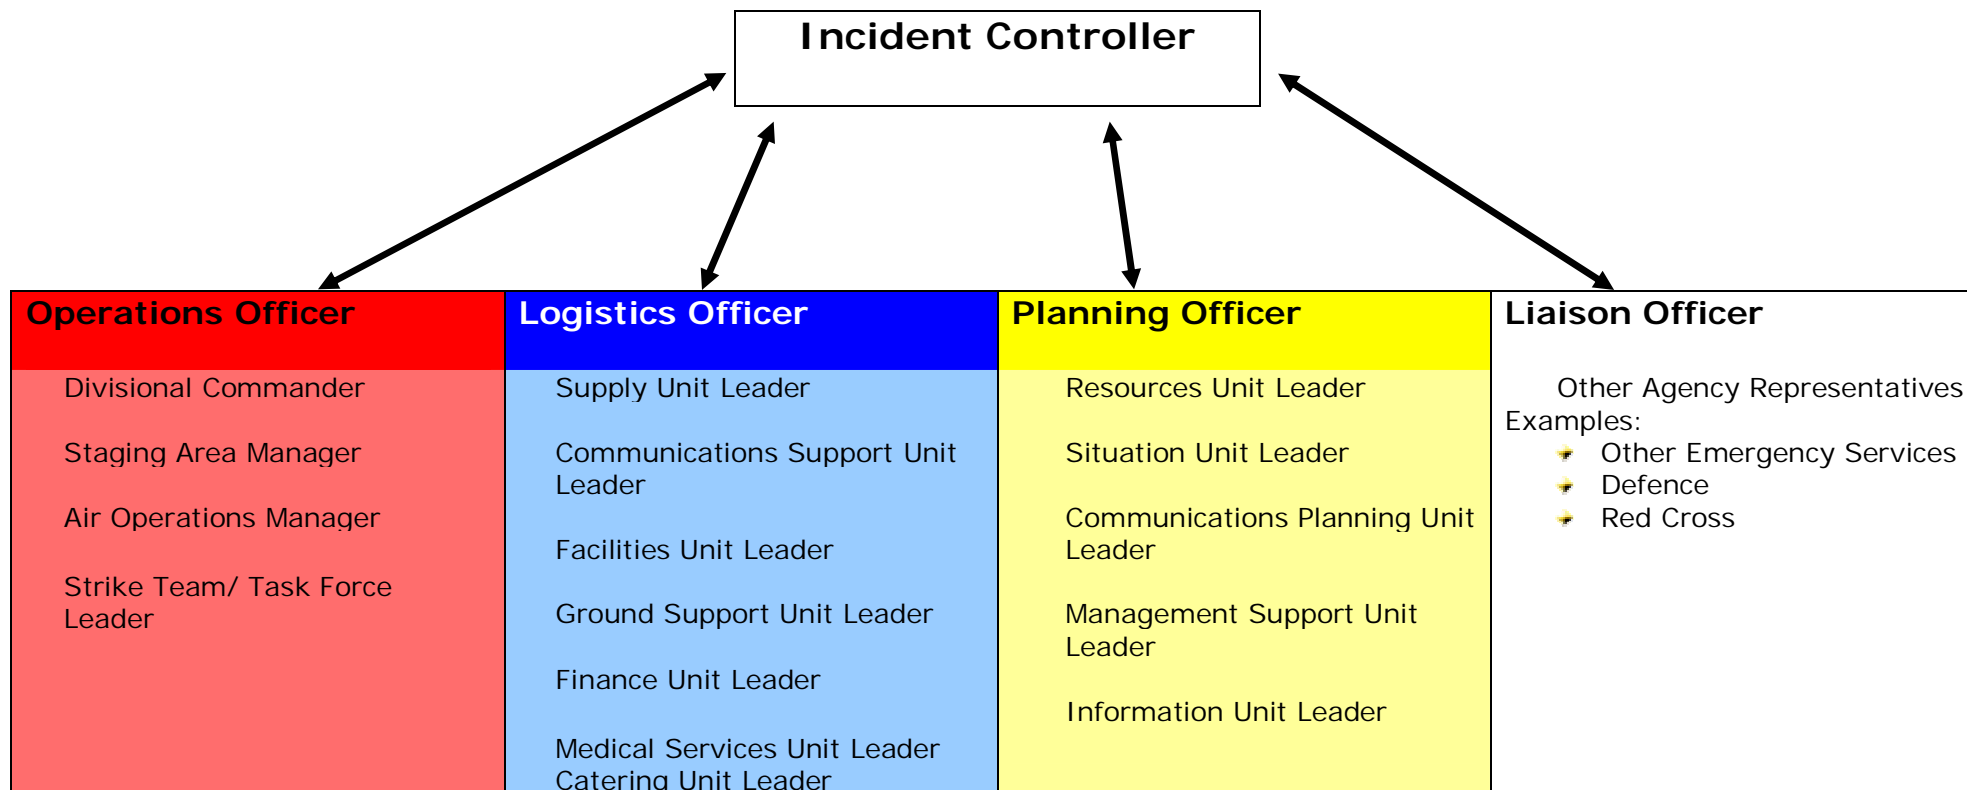 Incident Controller
Operations Officer
Divisional Commander
Staging Area Manager
Air Operations Manager
Strike Team/ Task Force
Leader
Logistics Officer
Supply Unit Leader
Communications Support Unit
Leader
Facilities Unit Leader
Ground Support Unit Leader
Finance Unit Leader
Medical Services Unit Leader
Catering Unit Leader
Planning Officer
Resources Unit Leader
Situation Unit Leader
Communications Planning Unit
Leader
Management Support Unit
Leader
Information Unit Leader
Liaison Officer
Other Agency Representatives
Examples:
Other Emergency Services
Defence
Red Cross